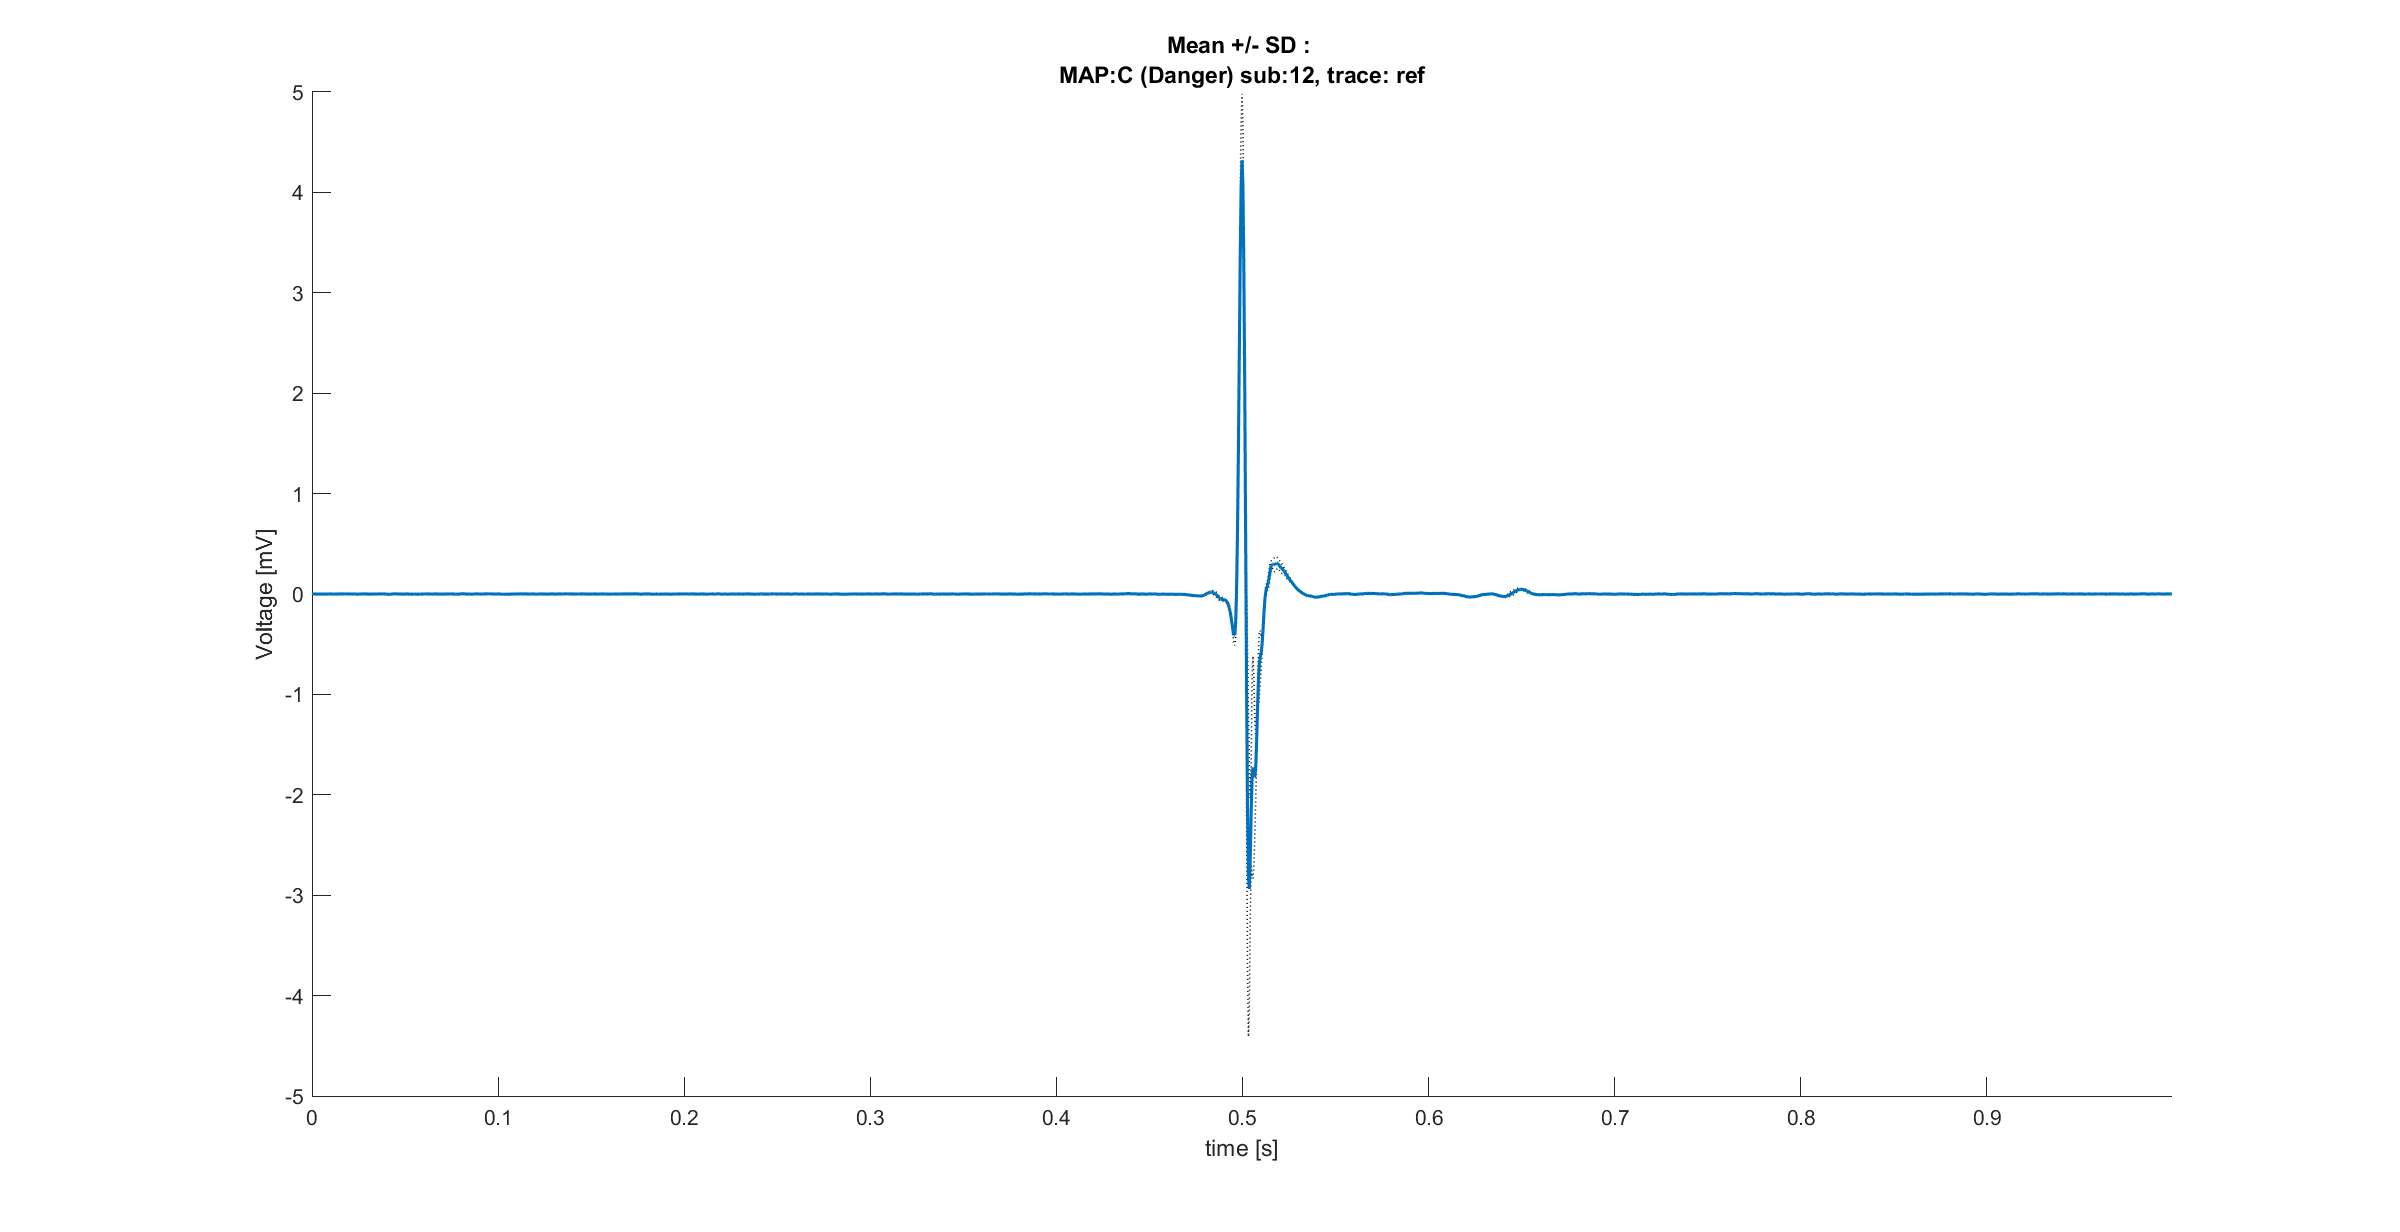 Mean +/- SD :
MAP:C (Danger) sub:12, trace: ref
5
4
3
2
1
0
-1
-2
-3
-4
-5
Voltage [mV]
0 0.1 0.2 0.3 0.4 0.5 0.6 0.7 0.8 0.9
time [s]